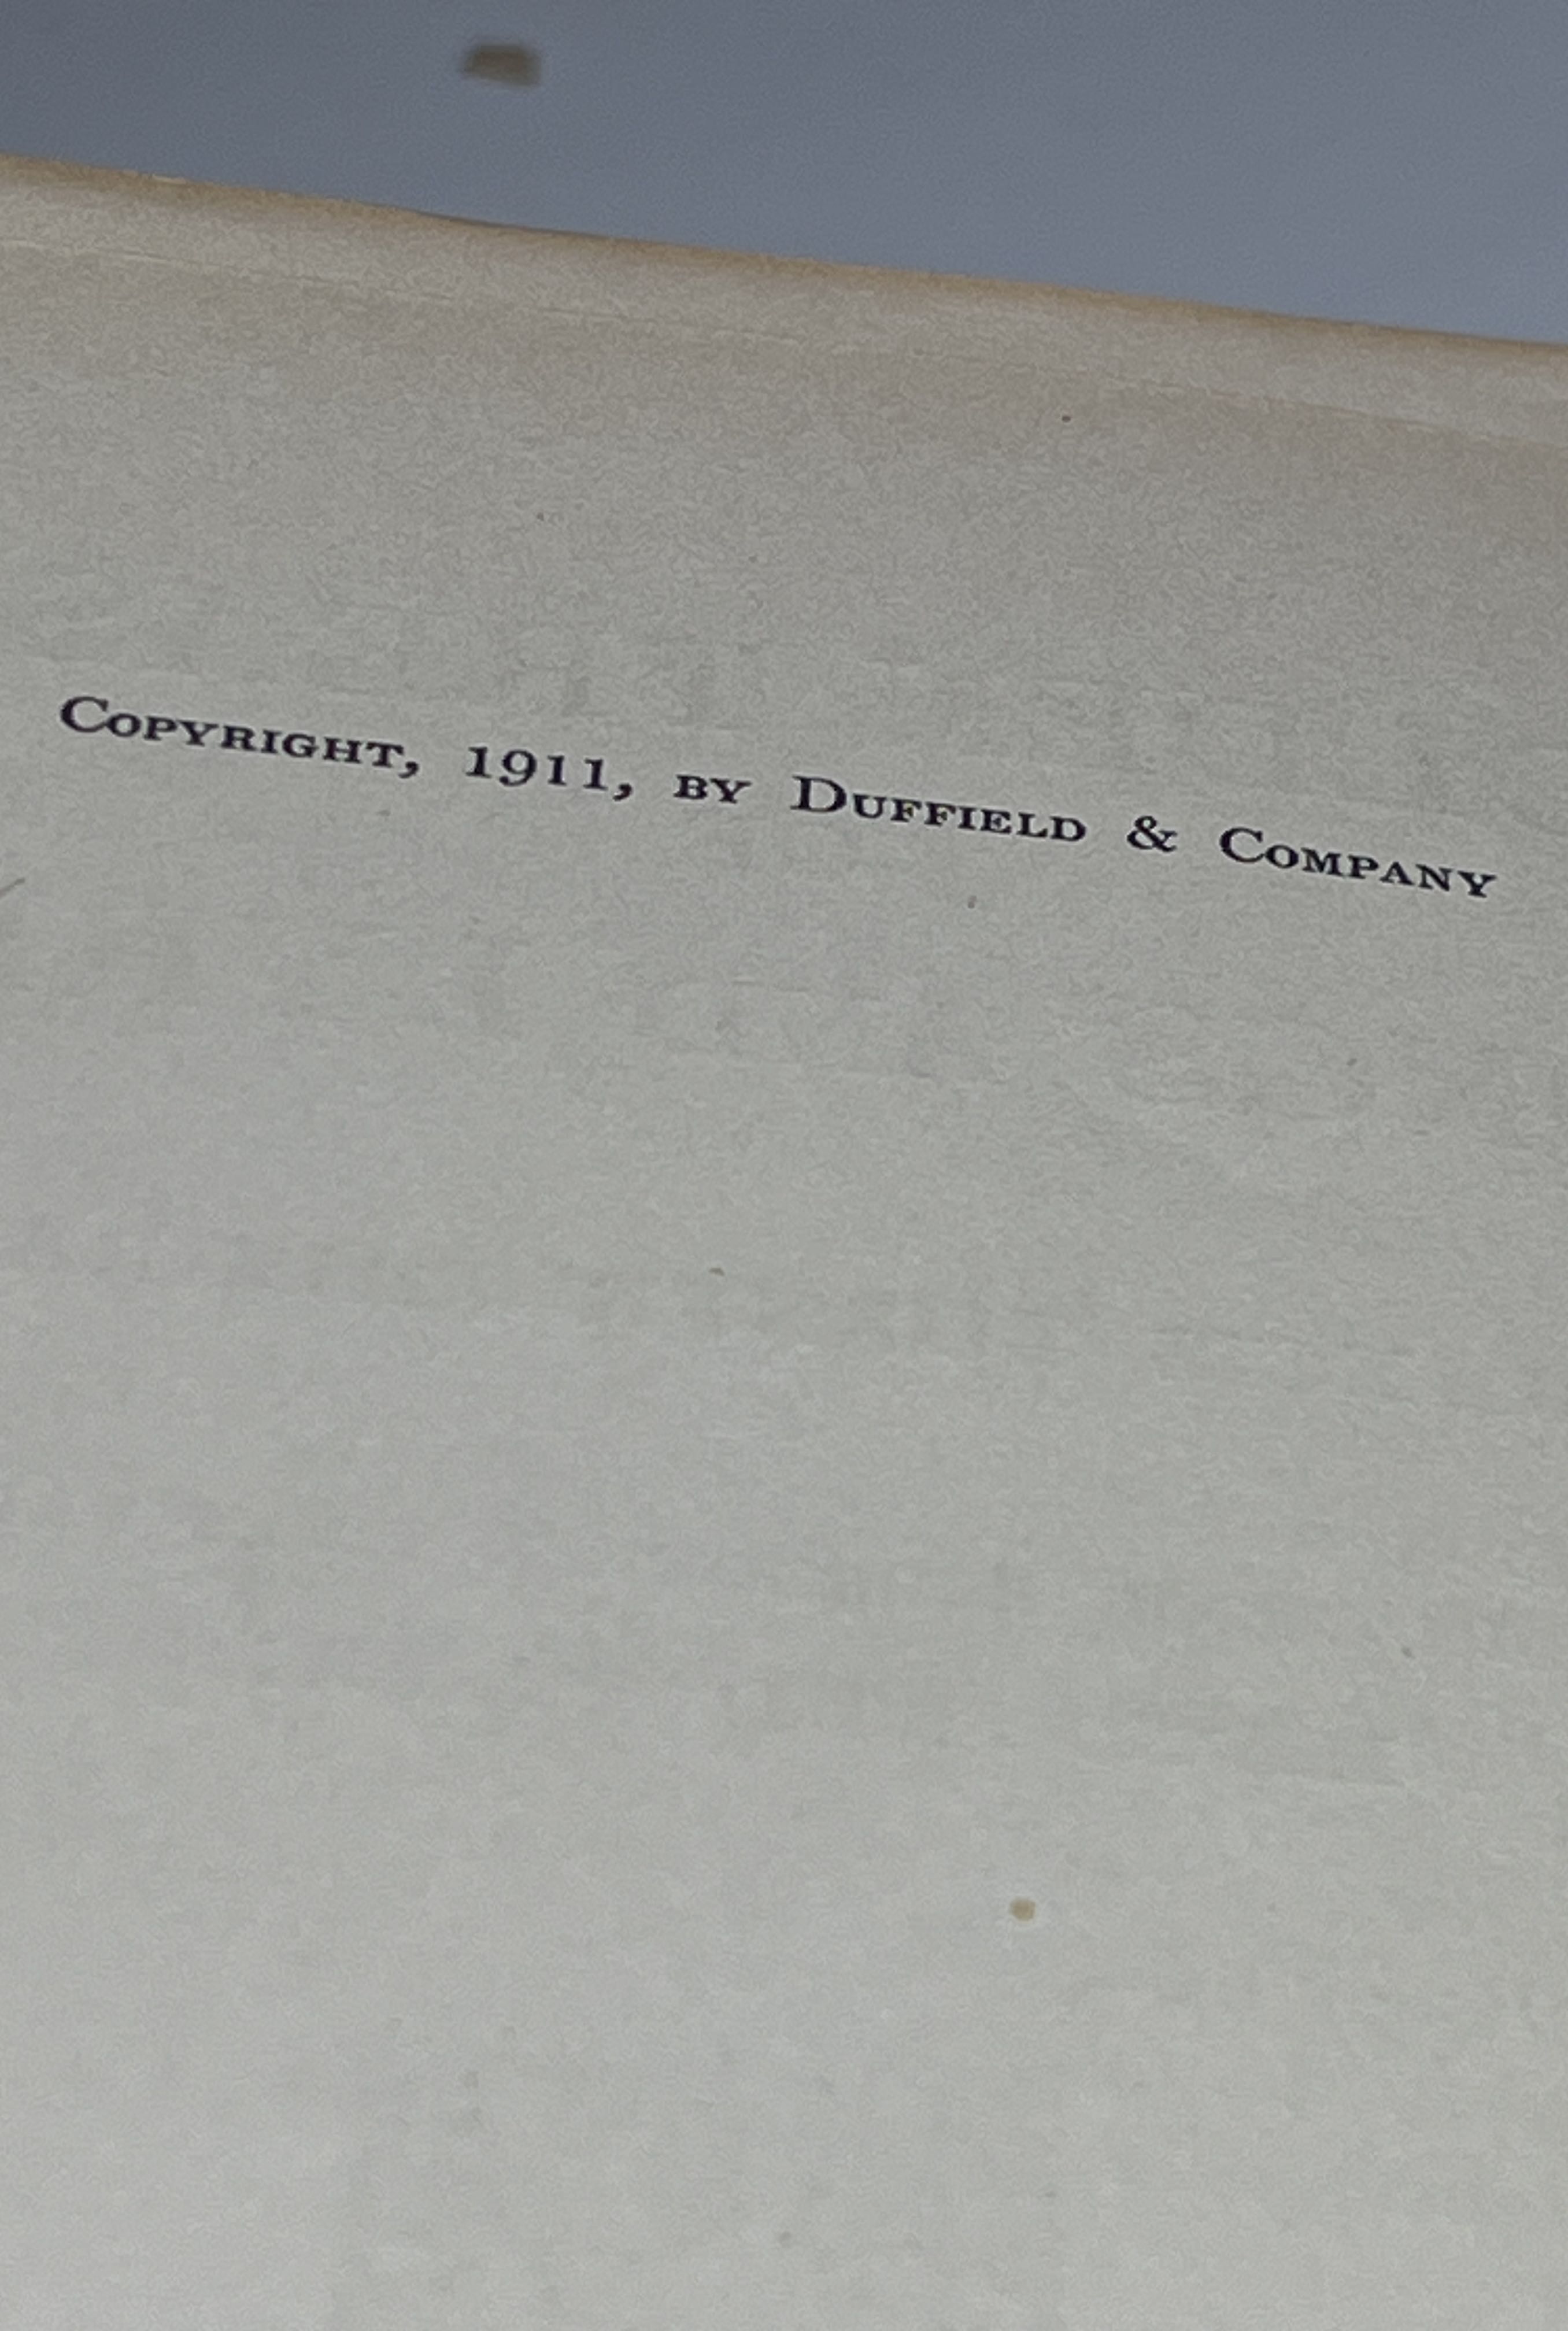 Copyright, 1911, by Duffield & Company